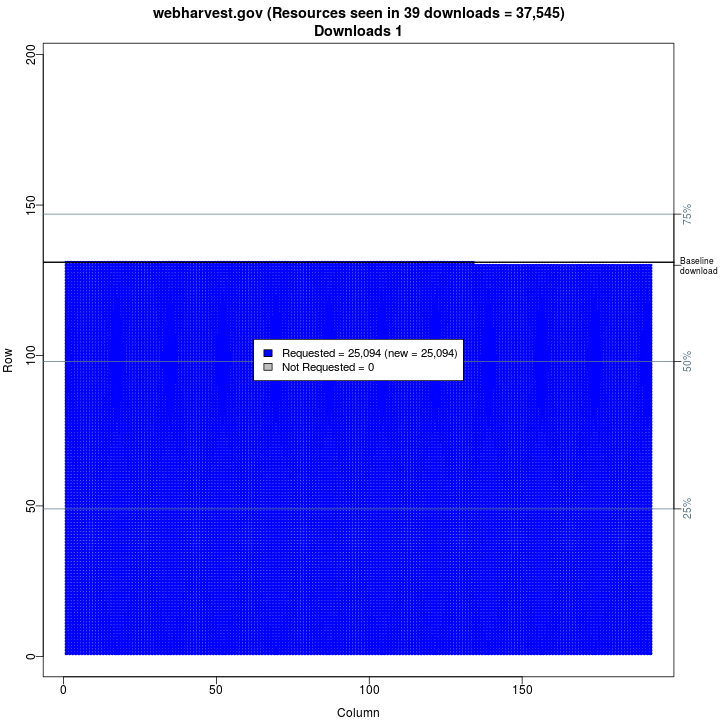 webharvest.gov (Resources seen in 39 downloads = 37,545)
Downloads 1
200
150
100
50
0
Row
75%
Baseline
download
50%
25%
Requested = 25,094 (new = 25,094)
Not Requested = 0
0
50
100
150
Column